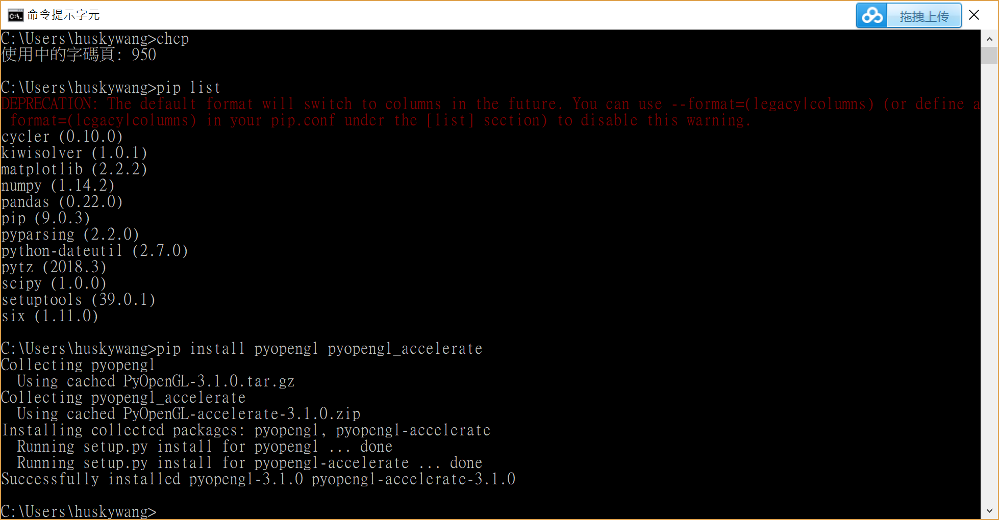 命令提示字元
拖拽上传
C:\Users\huskywang>chcp
使用中的字碼頁: 950
C:\Users\huskywang>pip list
DEPRECATION: The default format will switch to columns in the future. You can use --format=(legacy|columns) (or define a
format=(legacy|columns) in your pip.conf under the [list] section) to disable this warning.
cycler (0.10.0)
kiwisolver (1.0.1)
matplotlib (2.2.2)
numpy (1.14.2)
pandas (0.22.0)
pip (9.0.3)
pyparsing (2.2.0)
python-dateutil (2.7.0)
pytz (2018.3)
scipy (1.0.0)
setuptools (39.0.1)
six (1.11.0)
C:\Users\huskywang>pip install pyopengl pyopengl_accelerate
Collecting pyopengl
  Using cached PyOpenGL-3.1.0.tar.gz
Collecting pyopengl_accelerate
  Using cached PyOpenGL-accelerate-3.1.0.zip
Installing collected packages: pyopengl, pyopengl-accelerate
  Running setup.py install for pyopengl ... done
  Running setup.py install for pyopengl-accelerate ... done
Successfully installed pyopengl-3.1.0 pyopengl-accelerate-3.1.0
C:\Users\huskywang>